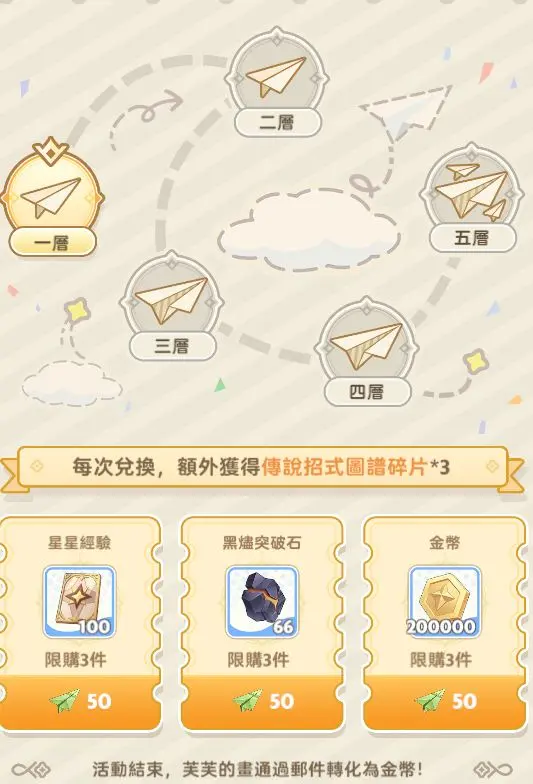 二層
一層
五層
三層
四層
每次兌換，額外獲得傳說招式圖譜碎片*3
星星經驗
100
限購3件
50
黑燼突破石
66
限購3件
50
金幣
200000
限購3件
50
活動結束，芙芙的畫通過郵件轉化為金幣！